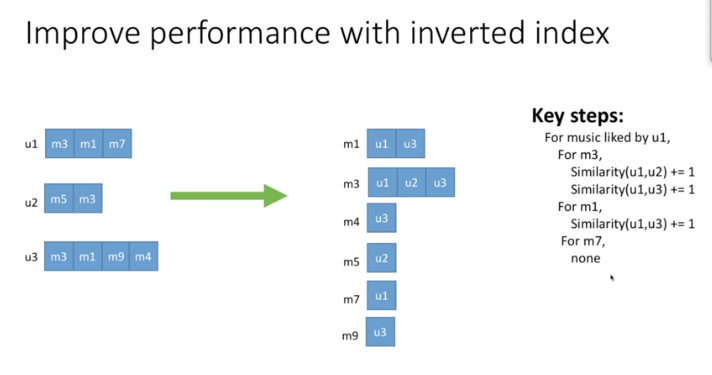 Improve performance with inverted index
u1 m3 m1 m7
u2 m5 m3
u3 m3 m1 m9 m4
m1 u1 u3
m3 u1 u2 u3
m4 u3
m5 u2
m7 u1
m9 u3
Key steps:
For music liked by u1,
For m3,
Similarity(u1,u2) += 1
Similarity(u1,u3) += 1
For m1,
Similarity(u1,u3) += 1
For m7,
none